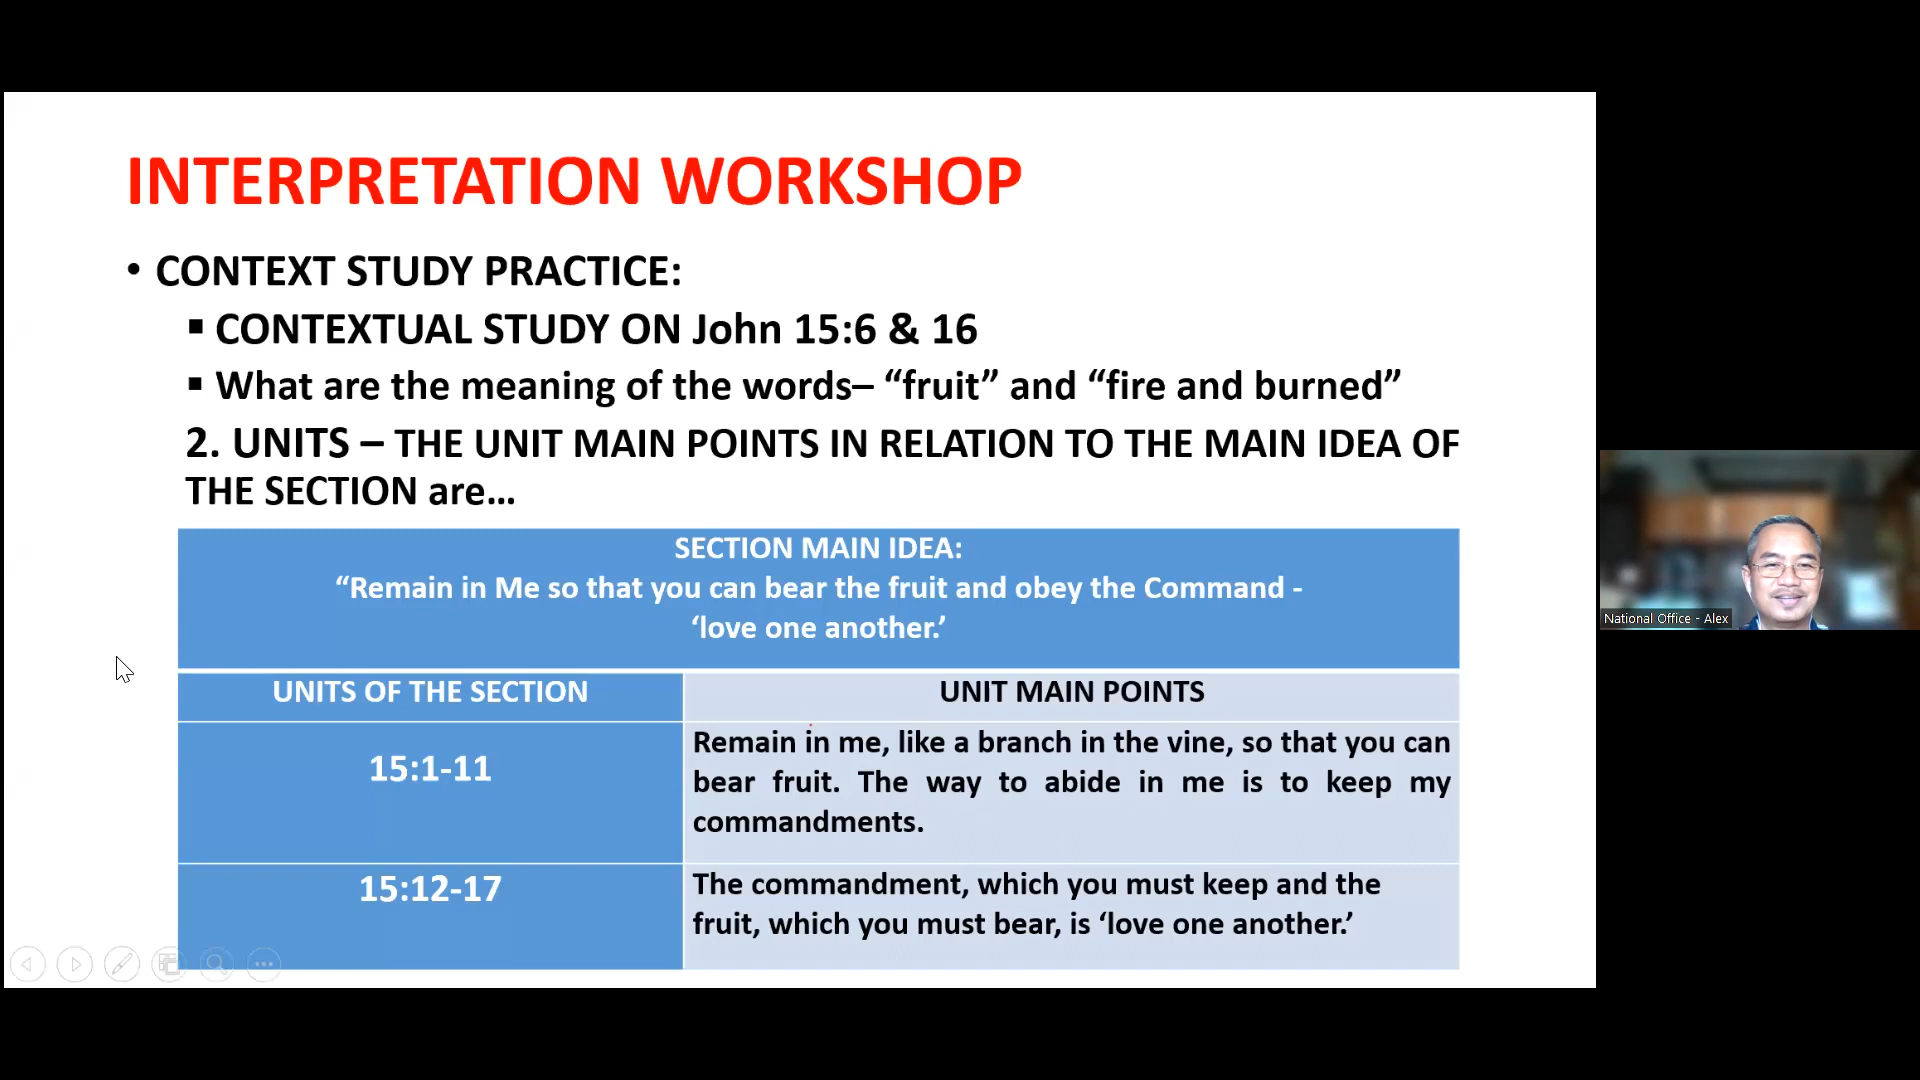 INTERPRETATION WORKSHOP
• CONTEXT STUDY PRACTICE:
▪ CONTEXTUAL STUDY ON John 15:6 & 16
▪ What are the meaning of the words– “fruit” and “fire and burned”
2. UNITS – THE UNIT MAIN POINTS IN RELATION TO THE MAIN IDEA OF
THE SECTION are…
SECTION MAIN IDEA:
“Remain in Me so that you can bear the fruit and obey the Command -
‘love one another.’
UNITS OF THE SECTION
UNIT MAIN POINTS
15:1-11
Remain in me, like a branch in the vine, so that you can
bear fruit. The way to abide in me is to keep my
commandments.
15:12-17
The commandment, which you must keep and the
fruit, which you must bear, is ‘love one another.’
National Office - Alex